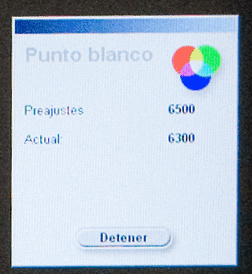 Punto blanco
Preajustes 6500
Actual: 6300
Detener